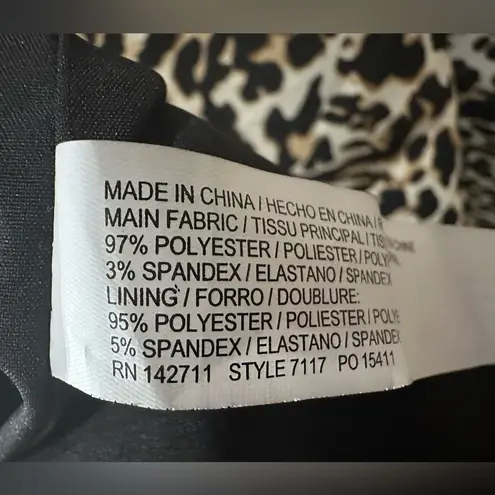 MADE IN CHINA / HECHO EN CHINA /
MAIN FABRIC / TISSU PRINCIPAL /
97% POLYESTER / POLIESTER /
3% SPANDEX / ELASTANO / SPANDEX
LINING / FORRO / DOUBLURE:
95% POLYESTER / POLIESTER /
5% SPANDEX / ELASTANO / SPANDEX
RN 142711 STYLE 7117 PO 15411